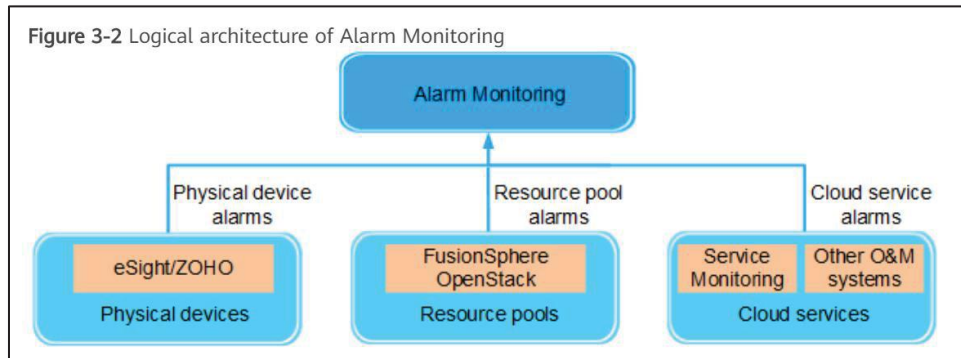 Figure 3-2 Logical architecture of Alarm Monitoring
Alarm Monitoring
Physical device
alarms
Resource pool
alarms
Cloud service
alarms
eSight/ZOHO
Physical devices
FusionSphere
OpenStack
Resource pools
Service
Monitoring
Other O&M
systems
Cloud services